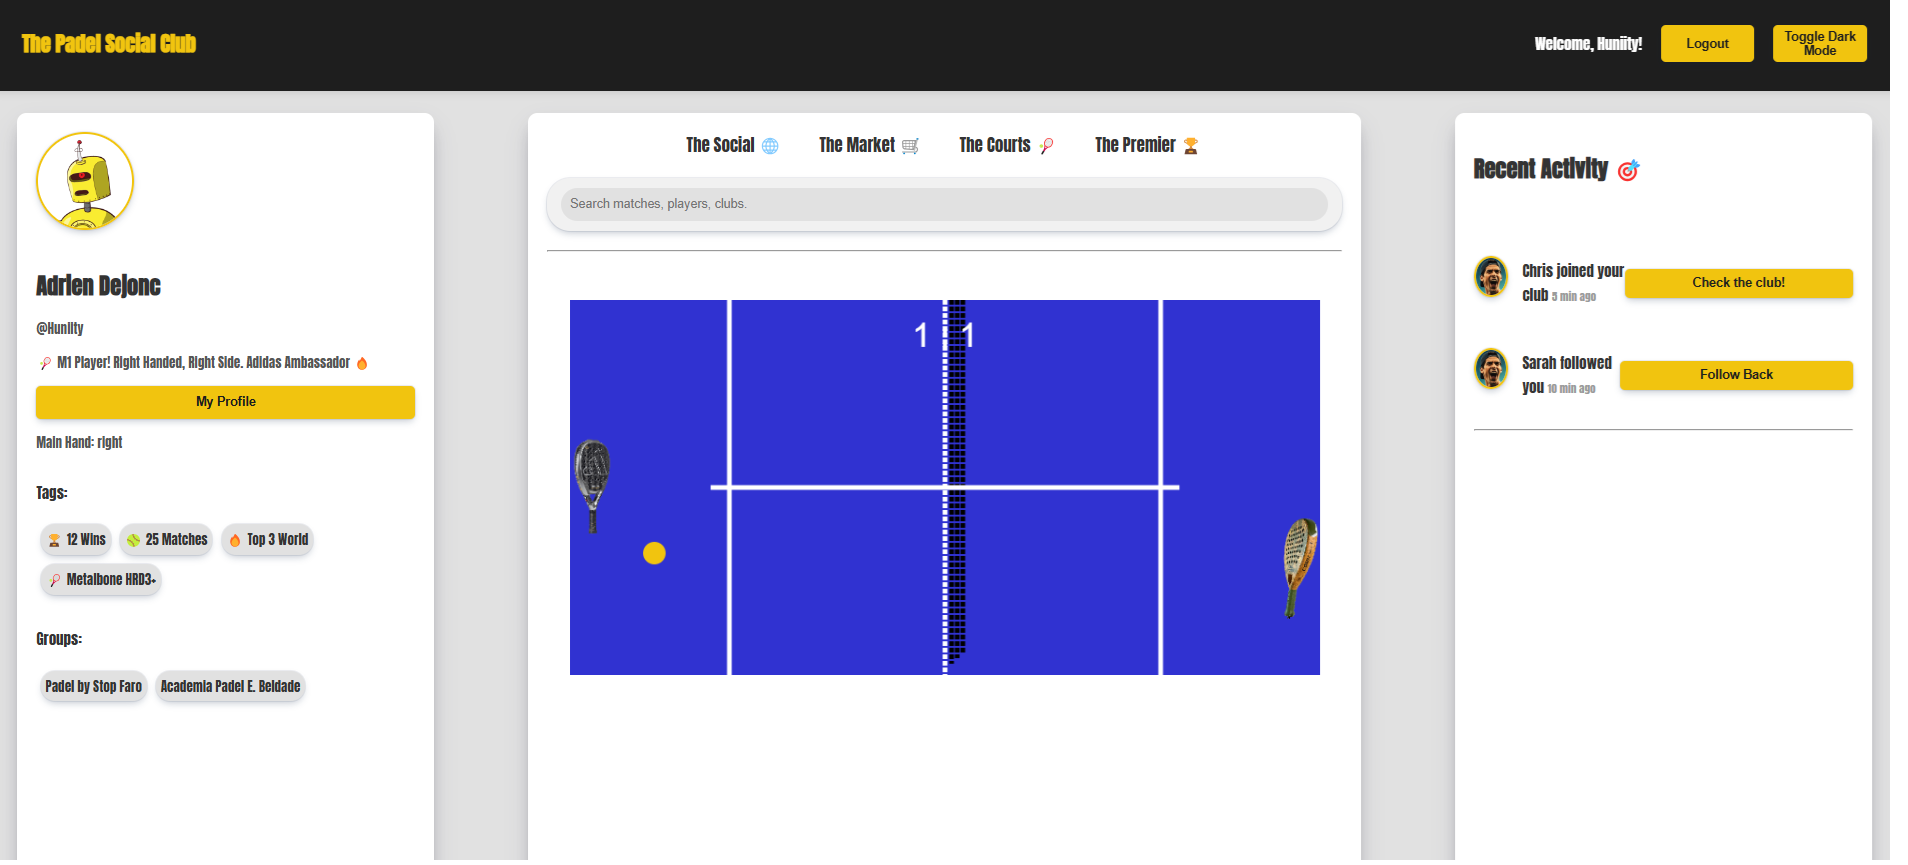 The Padel Social Club
Welcome, Huniity!
Logout
Toggle Dark
Mode
Adrien Dejonc
@Huniity
M1 Player! Right Handed, Right Side. Adidas Ambassador
My Profile
Main Hand: right
Tags:
12 Wins
25 Matches
Top 3 World
Metalbone HRD3+
Groups:
Padel by Stop Faro
Academia Padel E. Beldade
The Social
The Market
The Courts
The Premier
Search matches, players, clubs.
1 : 1
Recent Activity
Chris joined your
club 5 min ago
Check the club!
Sarah followed
you 10 min ago
Follow Back